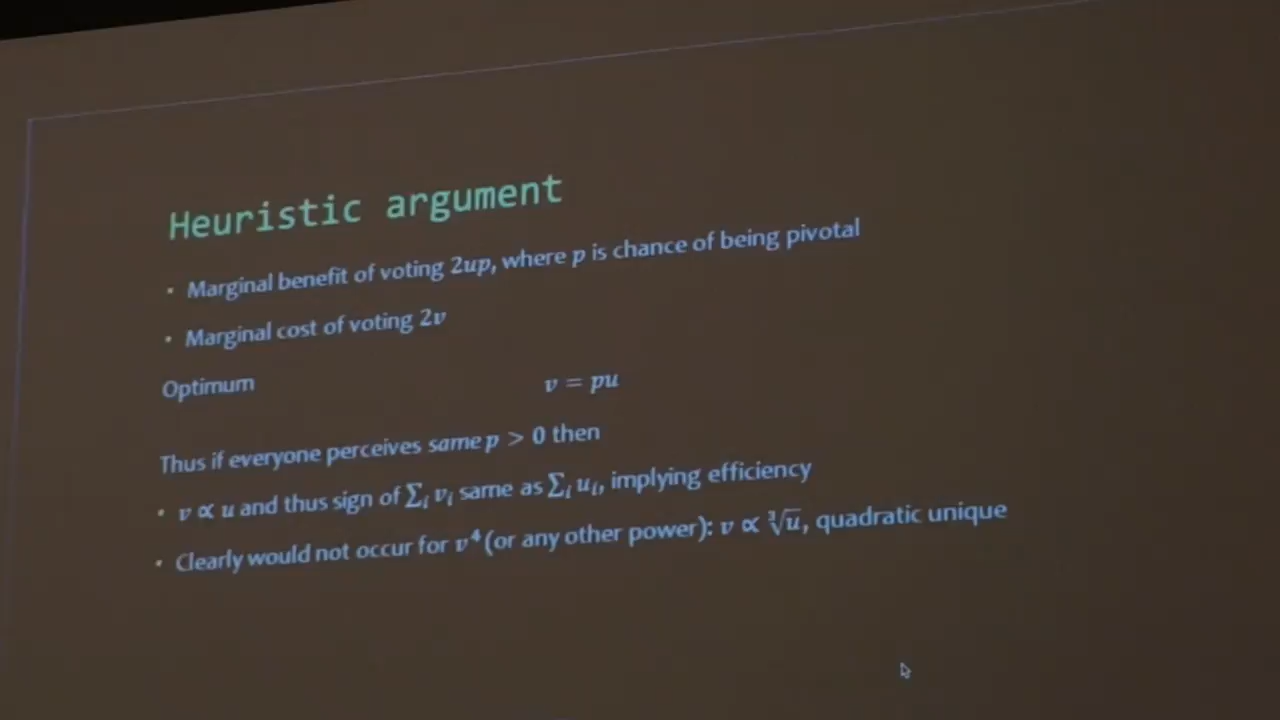 Heuristic argument
• Marginal benefit of voting 2up, where p is chance of being pivotal
• Marginal cost of voting 2v
Optimum v = pu
Thus if everyone perceives same p > 0 then
• v ∝ u and thus sign of ∑ᵢ vᵢ same as ∑ᵢ uᵢ, implying efficiency
• Clearly would not occur for v⁴ (or any other power): v ∝ ∛u, quadratic unique